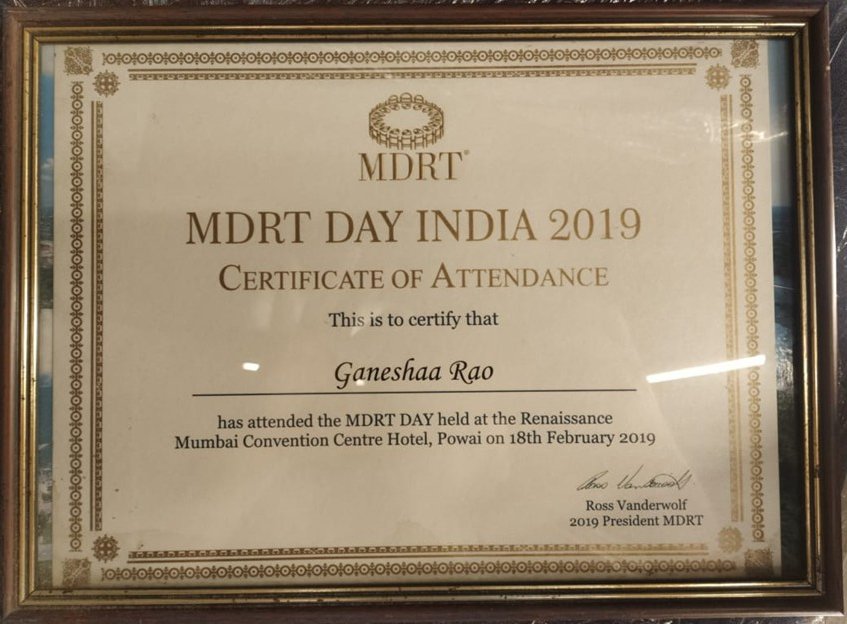 MDRT®
MDRT DAY INDIA 2019
CERTIFICATE OF ATTENDANCE
This is to certify that
Ganeshaa Rao
has attended the MDRT DAY held at the Renaissance
Mumbai Convention Centre Hotel, Powai on 18th February 2019
Ross Vanderwolf
Ross Vanderwolf
2019 President MDRT